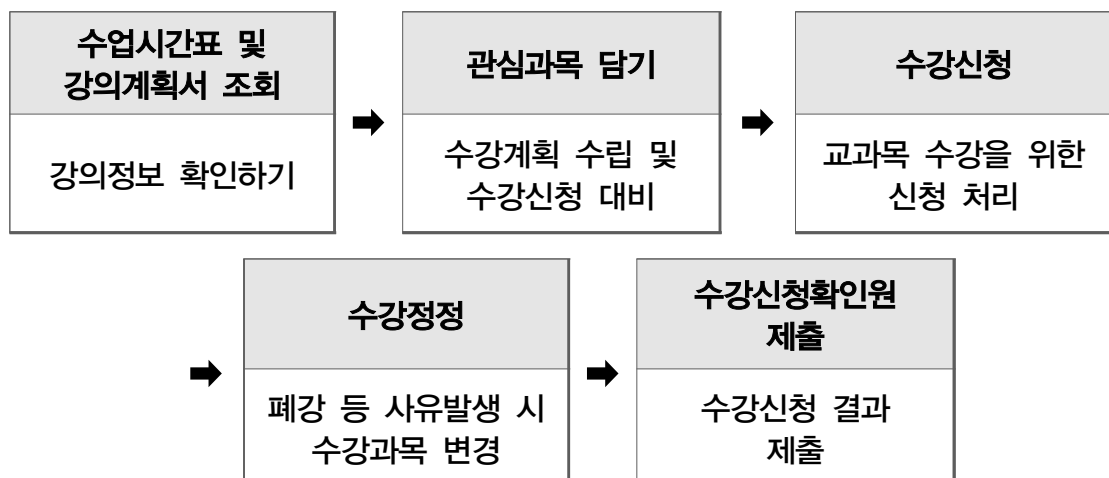 수업시간표 및
강의계획서 조회
강의정보 확인하기
➡
관심과목 담기
수강계획 수립 및
수강신청 대비
➡
수강신청
교과목 수강을 위한
신청 처리
➡
수강정정
폐강 등 사유발생 시
수강과목 변경
➡
수강신청확인원
제출
수강신청 결과
제출